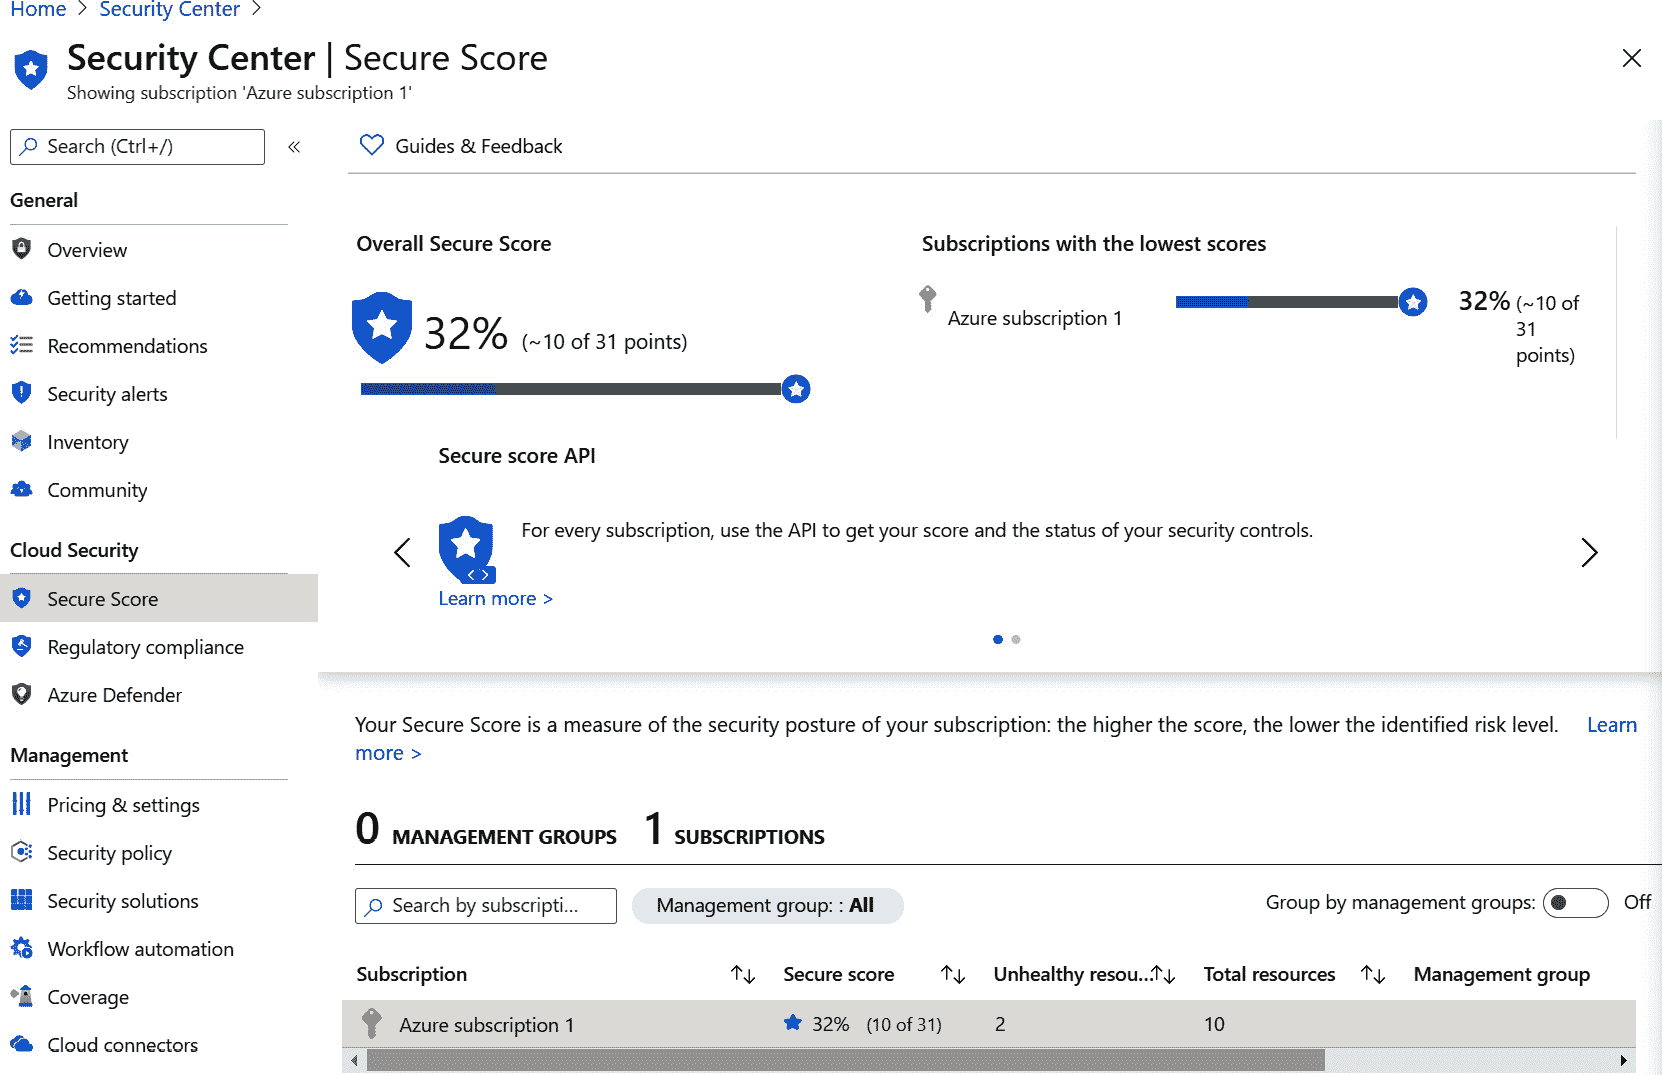 Home > Security Center >
Security Center | Secure Score
Showing subscription 'Azure subscription 1'
Search (Ctrl+/)
«
General
Overview
Getting started
Recommendations
Security alerts
Inventory
Community
Cloud Security
Secure Score
Regulatory compliance
Azure Defender
Management
Pricing & settings
Security policy
Security solutions
Workflow automation
Coverage
Cloud connectors
Guides & Feedback
Overall Secure Score
32% (~10 of 31 points)
Subscriptions with the lowest scores
Azure subscription 1
32% (~10 of
31
points)
Secure score API
For every subscription, use the API to get your score and the status of your security controls.
Learn more >
Your Secure Score is a measure of the security posture of your subscription: the higher the score, the lower the identified risk level. Learn
more >
0 MANAGEMENT GROUPS 1 SUBSCRIPTIONS
Search by subscripti...
Management group: : All
Group by management groups: Off
Subscription Secure score Unhealthy resou... Total resources Management group
Azure subscription 1 32% (10 of 31) 2 10